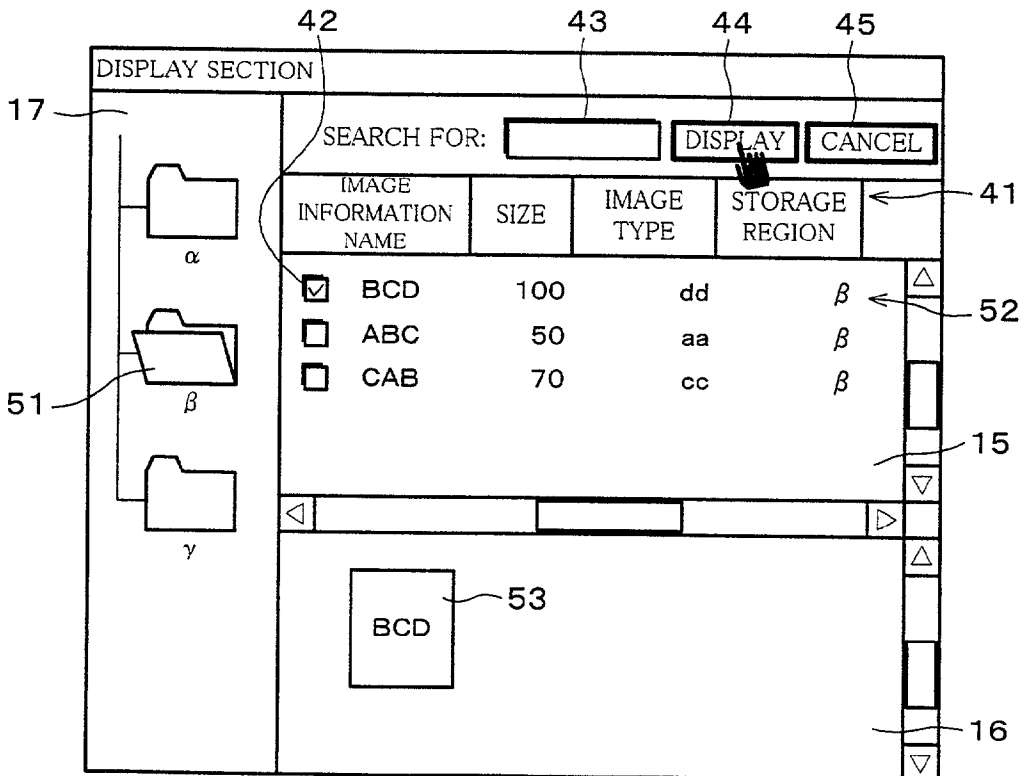 42 43 44 45
DISPLAY SECTION
17
SEARCH FOR: DISPLAY CANCEL
41
IMAGE INFORMATION NAME SIZE IMAGE TYPE STORAGE REGION
α
BCD 100 dd β
52
ABC 50 aa β
CAB 70 cc β
51
β
15
γ
53
BCD
16